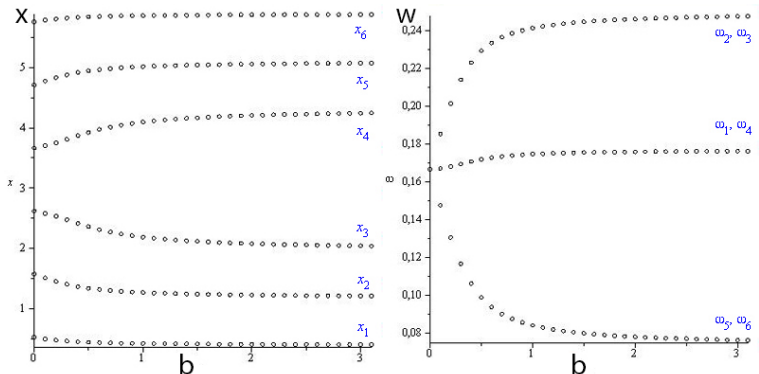 x
x₆
5
x₅
4
x₄
x
3
x₃
2
x₂
1
x₁
0 1 2 3
b
w
0,24
ω₂, ω₃
0,22
0,20
0,18
ω₁, ω₄
ω
0,16
0,14
0,12
0,10
0,08
ω₅, ω₆
0 1 2 3
b